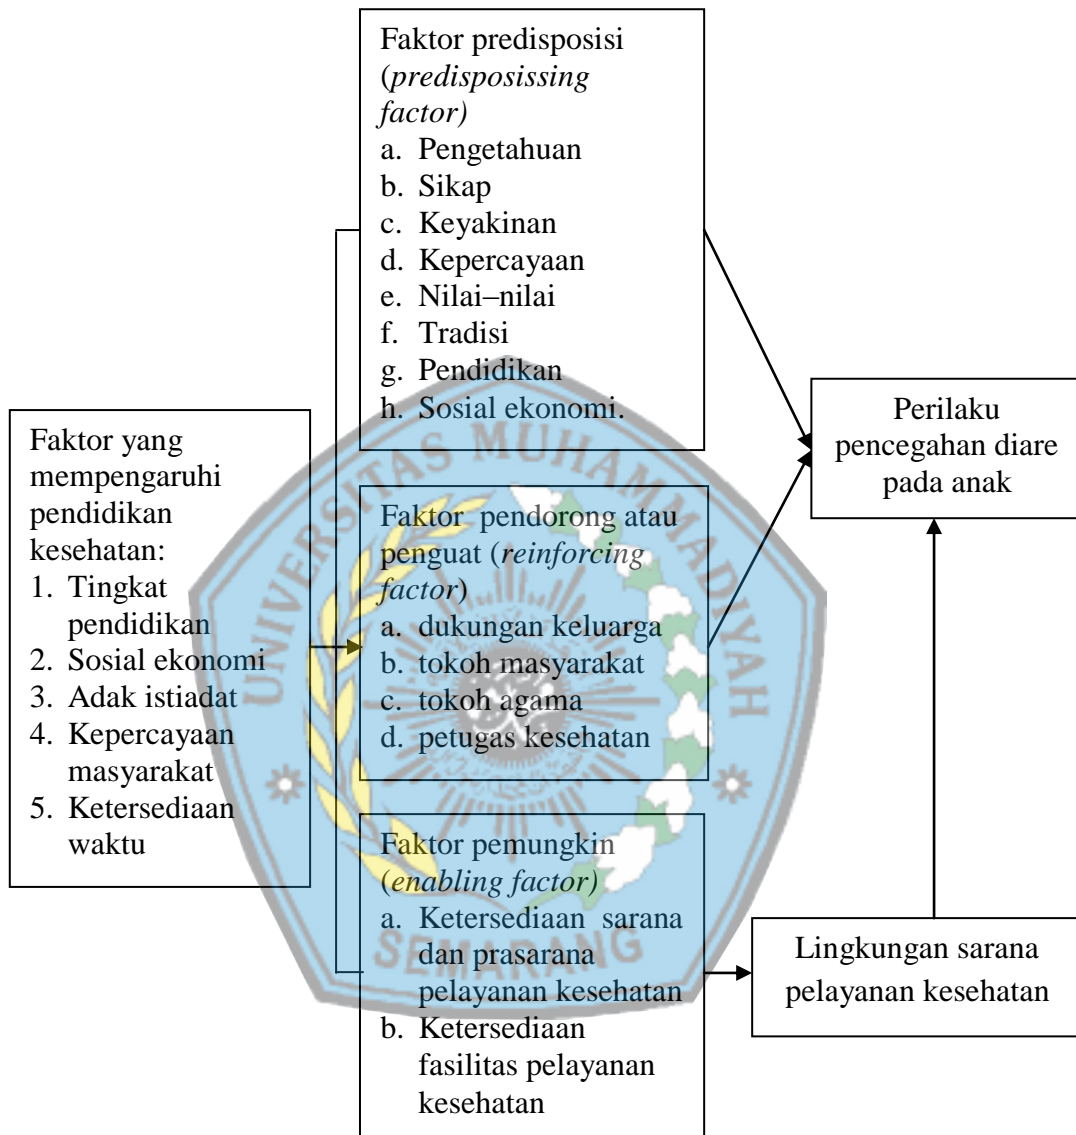 Faktor predisposisi
(predisposissing
factor)
a. Pengetahuan
b. Sikap
c. Keyakinan
d. Kepercayaan
e. Nilai–nilai
f. Tradisi
g. Pendidikan
h. Sosial ekonomi.
Faktor yang
mempengaruhi
pendidikan
kesehatan:
1. Tingkat
pendidikan
2. Sosial ekonomi
3. Adak istiadat
4. Kepercayaan
masyarakat
5. Ketersediaan
waktu
Faktor pendorong atau
penguat (reinforcing
factor)
a. dukungan keluarga
b. tokoh masyarakat
c. tokoh agama
d. petugas kesehatan
Faktor pemungkin
(enabling factor)
a. Ketersediaan sarana
dan prasarana
pelayanan kesehatan
b. Ketersediaan
fasilitas pelayanan
kesehatan
Perilaku
pencegahan diare
pada anak
Lingkungan sarana
pelayanan kesehatan
UNIVERSITAS MUHAMMADIYAH
SEMARANG